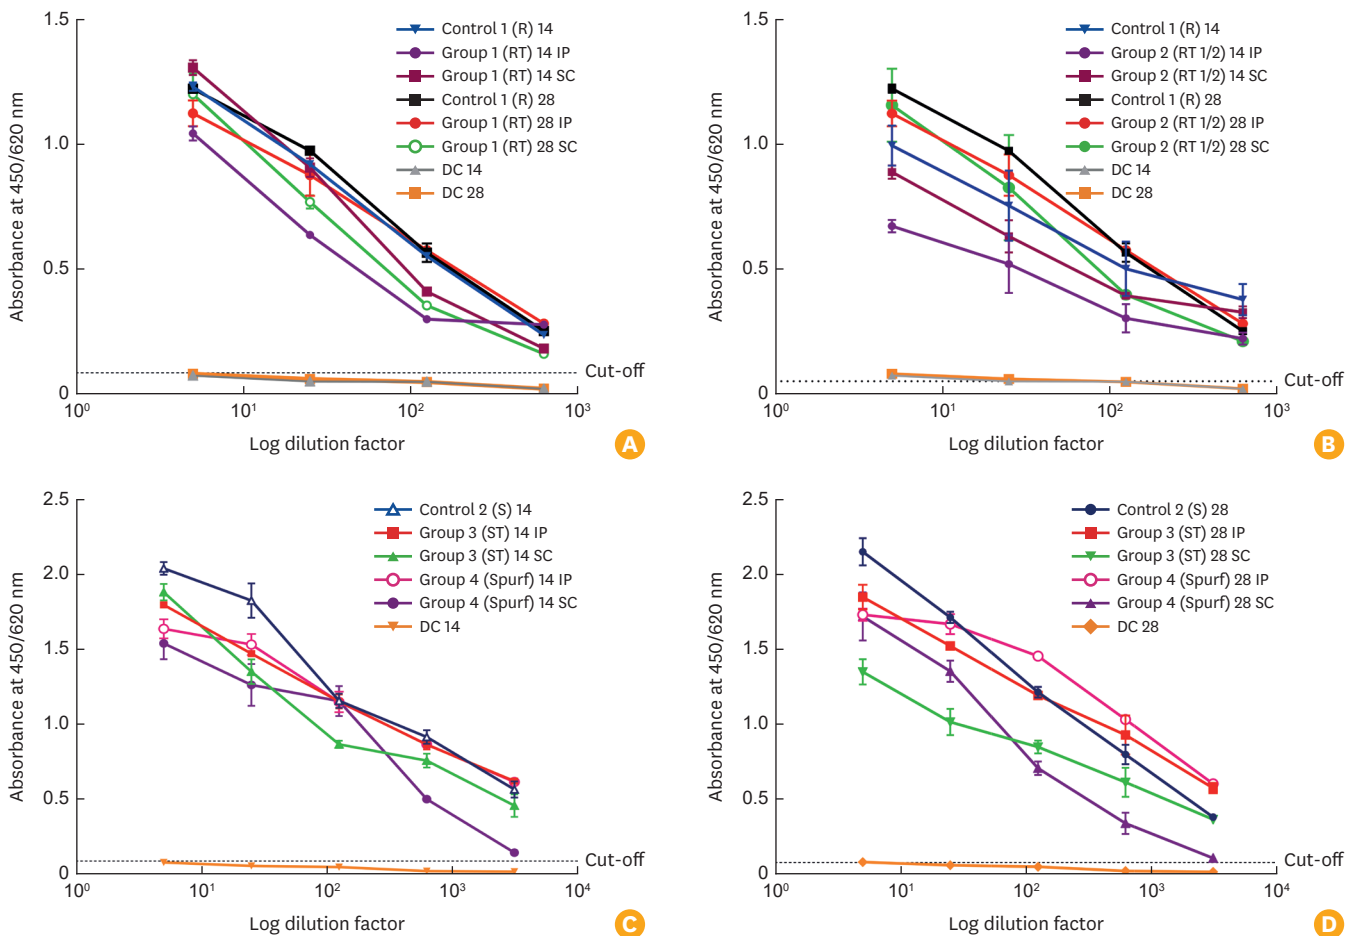 1.5
1.0
0.5
0
Absorbance at 450/620 nm
Control 1 (R) 14
Group 1 (RT) 14 IP
Group 1 (RT) 14 SC
Control 1 (R) 28
Group 1 (RT) 28 IP
Group 1 (RT) 28 SC
DC 14
DC 28
Cut-off
10⁰ 10¹ 10² 10³
Log dilution factor
A
1.5
1.0
0.5
0
Absorbance at 450/620 nm
Control 1 (R) 14
Group 2 (RT 1/2) 14 IP
Group 2 (RT 1/2) 14 SC
Control 1 (R) 28
Group 2 (RT 1/2) 28 IP
Group 2 (RT 1/2) 28 SC
DC 14
DC 28
Cut-off
10⁰ 10¹ 10² 10³
Log dilution factor
B
2.5
2.0
1.5
1.0
0.5
0
Absorbance at 450/620 nm
Control 2 (S) 14
Group 3 (ST) 14 IP
Group 3 (ST) 14 SC
Group 4 (Spurf) 14 IP
Group 4 (Spurf) 14 SC
DC 14
Cut-off
10⁰ 10¹ 10² 10³ 10⁴
Log dilution factor
C
2.5
2.0
1.5
1.0
0.5
0
Absorbance at 450/620 nm
Control 2 (S) 28
Group 3 (ST) 28 IP
Group 3 (ST) 28 SC
Group 4 (Spurf) 28 IP
Group 4 (Spurf) 28 SC
DC 28
Cut-off
10⁰ 10¹ 10² 10³ 10⁴
Log dilution factor
D